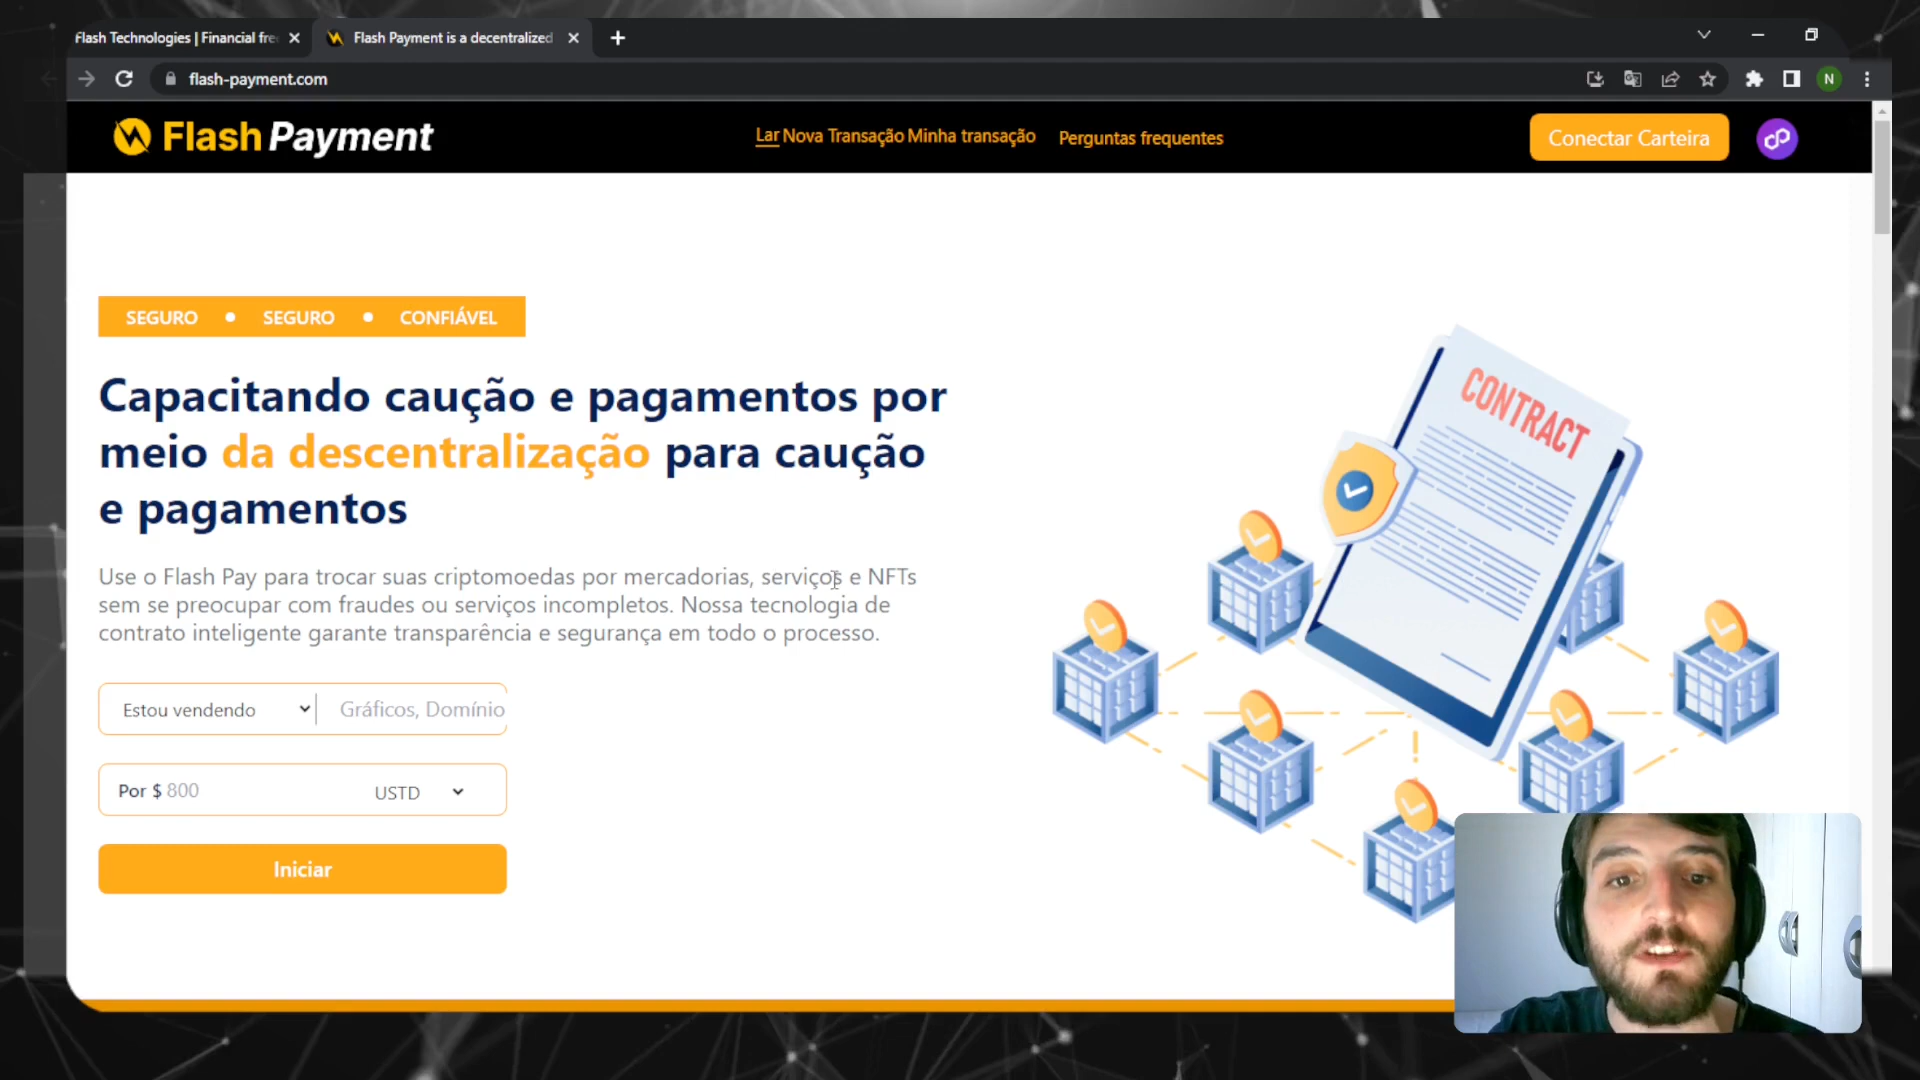 Flash Technologies | Financial fre
Flash Payment is a decentralized
flash-payment.com
N
Flash Payment
Lar Nova Transação Minha transação Perguntas frequentes
Conectar Carteira
SEGURO • SEGURO • CONFIÁVEL
Capacitando caução e pagamentos por
meio da descentralização para caução
e pagamentos
Use o Flash Pay para trocar suas criptomoedas por mercadorias, serviços e NFTs
sem se preocupar com fraudes ou serviços incompletos. Nossa tecnologia de
contrato inteligente garante transparência e segurança em todo o processo.
Estou vendendo
Gráficos, Domínio
Por $ 800
USTD
Iniciar
CONTRACT